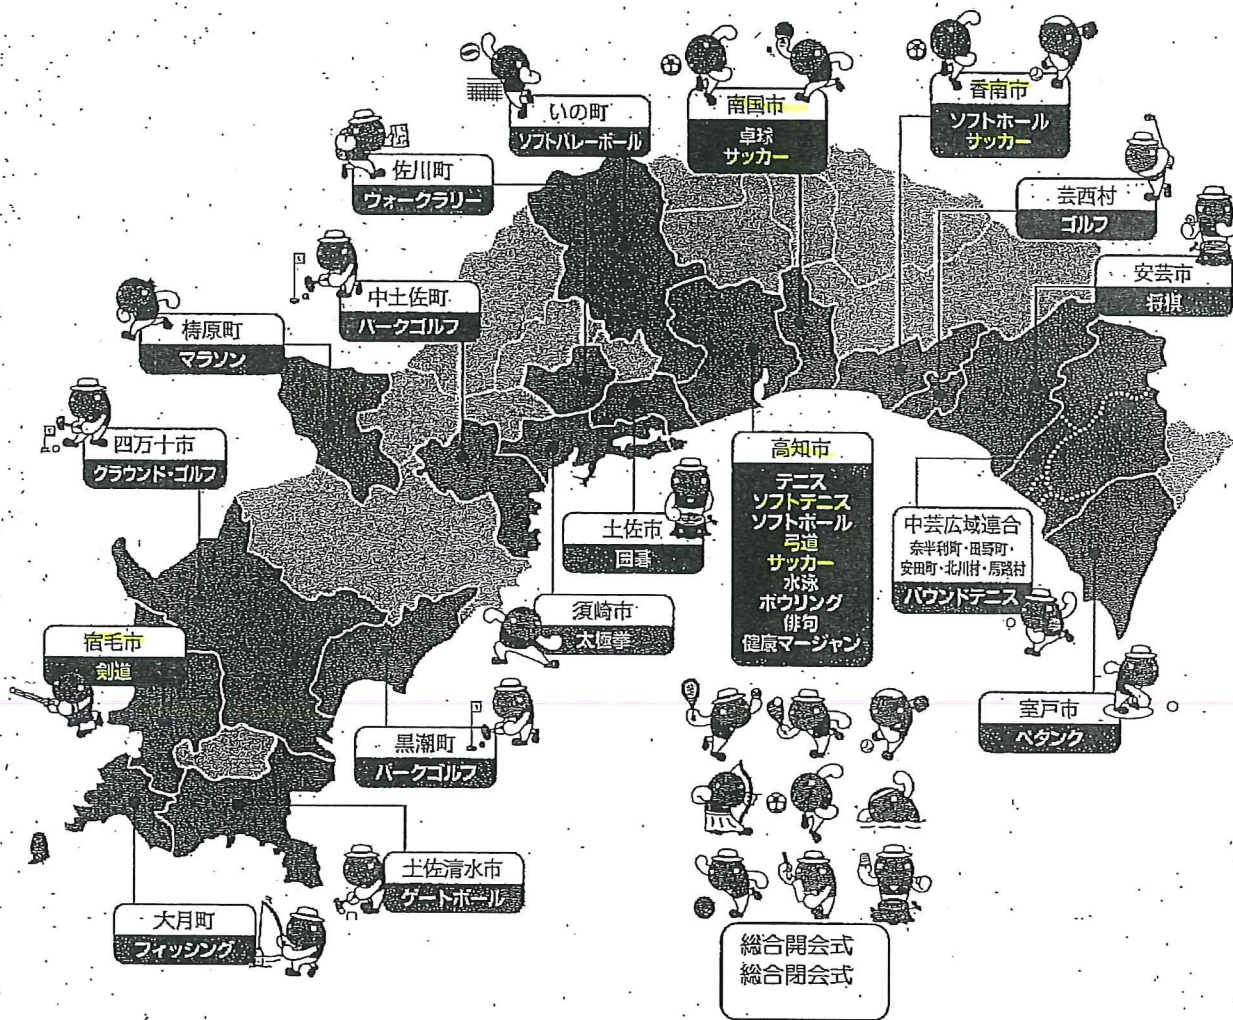 いの町
ソフトバレーボール
南国市
卓球
サッカー
香南市
ソフトボール
サッカー
佐川町
ウォークラリー
芸西村
ゴルフ
安芸市
将棋
中土佐町
パークゴルフ
梼原町
マラソン
四万十市
グラウンド・ゴルフ
高知市
テニス
ソフトテニス
ソフトボール
弓道
サッカー
水泳
ボウリング
俳句
健康マージャン
土佐市
囲碁
中芸広域連合
奈半利町・田野町・
安田町・北川村・馬路村
バウンドテニス
須崎市
太極拳
宿毛市
剣道
室戸市
ペタンク
黒潮町
パークゴルフ
土佐清水市
ゲートボール
大月町
フィッシング
総合開会式
総合閉会式